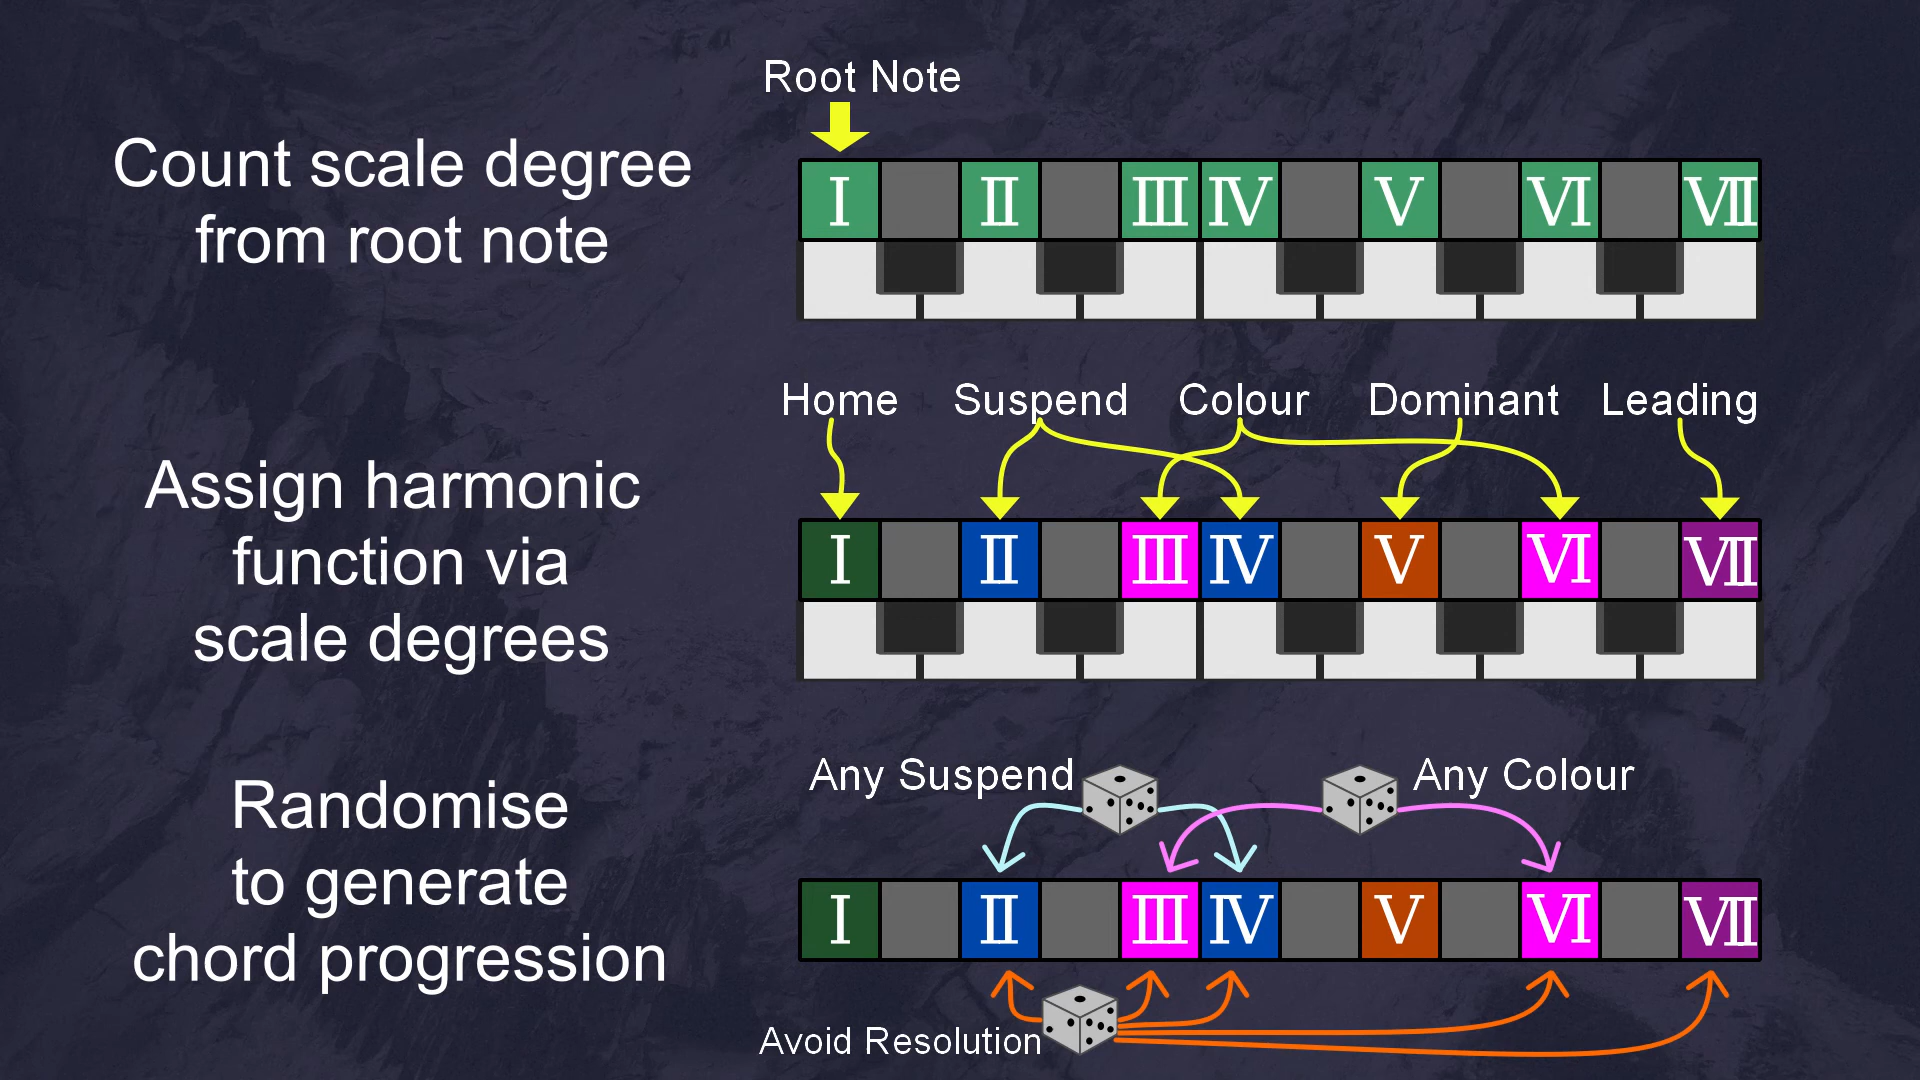 Count scale degree
from root note
Root Note
I II III IV V VI VII
Assign harmonic
function via
scale degrees
Home Suspend Colour Dominant Leading
I II III IV V VI VII
Randomise
to generate
chord progression
Any Suspend Any Colour
I II III IV V VI VII
Avoid Resolution